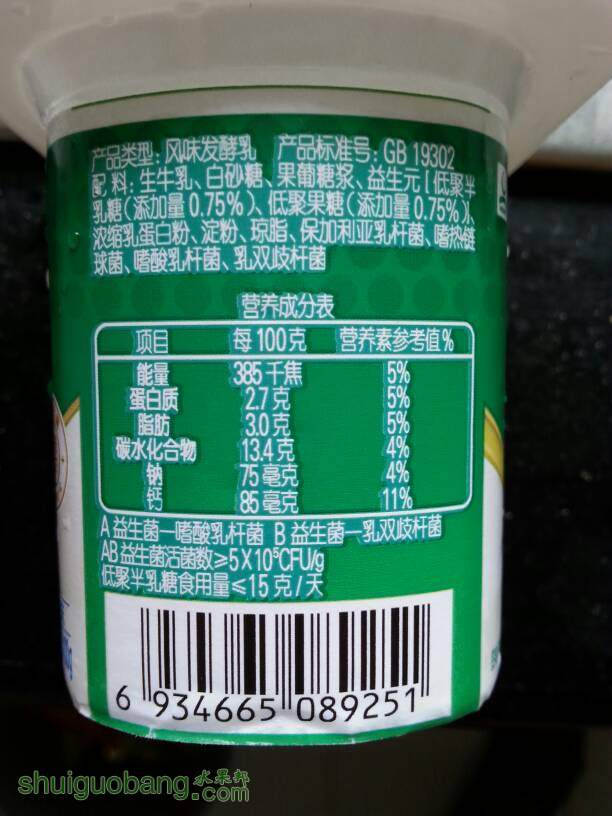 产品类型: 风味发酵乳 产品标准号: GB 19302
配 料: 生牛乳、白砂糖、果葡糖浆、益生元[低聚半
乳糖(添加量0.75%)、低聚果糖(添加量0.75%)]、
浓缩乳蛋白粉、淀粉、琼脂、保加利亚乳杆菌、嗜热链
球菌、嗜酸乳杆菌、乳双歧杆菌
营养成分表
项目 每100克 营养素参考值%
能量 385千焦 5%
蛋白质 2.7克 5%
脂肪 3.0克 5%
碳水化合物 13.4克 4%
钠 75毫克 4%
钙 85毫克 11%
A益生菌—嗜酸乳杆菌 B益生菌—乳双歧杆菌
AB益生菌活菌数≥5X10⁵CFU/g
低聚半乳糖食用量≤15克/天
6 934665 089251
shuiguobang.com 水果邦